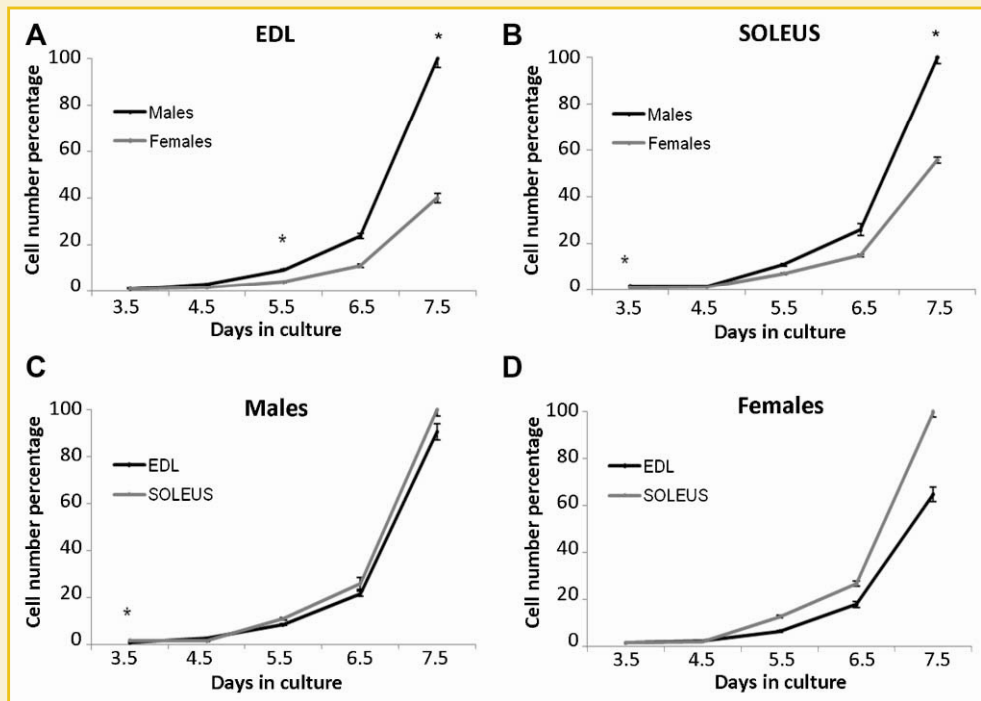 A
EDL
*
Cell number percentage
100
80
60
40
20
0
Males
Females
*
3.5 4.5 5.5 6.5 7.5
Days in culture
B
SOLEUS
*
Cell number percentage
100
80
60
40
20
0
Males
Females
*
3.5 4.5 5.5 6.5 7.5
Days in culture
C
Males
Cell number percentage
100
80
60
40
20
0
EDL
SOLEUS
*
3.5 4.5 5.5 6.5 7.5
Days in culture
D
Females
Cell number percentage
100
80
60
40
20
0
EDL
SOLEUS
3.5 4.5 5.5 6.5 7.5
Days in culture